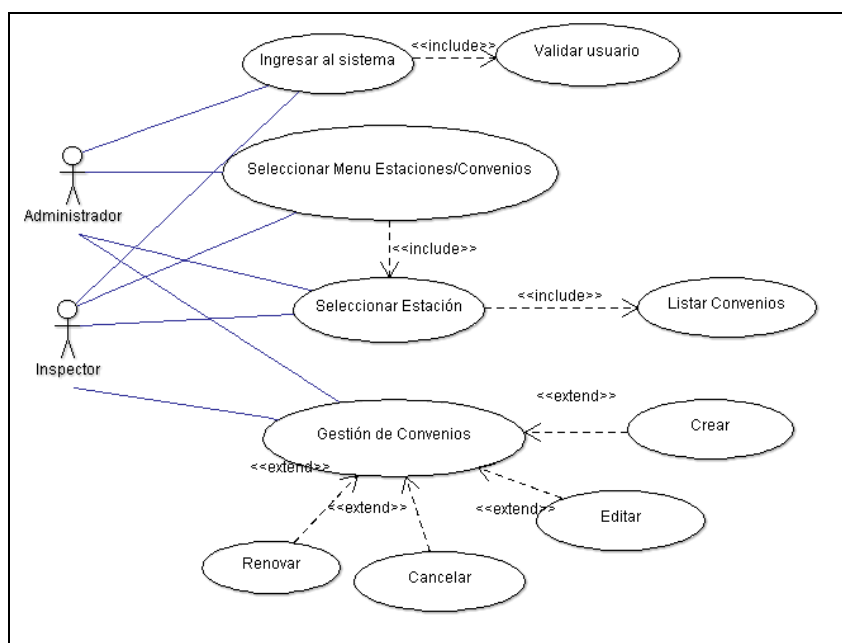 <<include>>
Ingresar al sistema
Validar usuario
Seleccionar Menu Estaciones/Convenios
Administrador
<<include>>
Seleccionar Estación
<<include>>
Listar Convenios
Inspector
<<extend>>
Gestión de Convenios
Crear
<<extend>>
<<extend>>
<<extend>>
Editar
Renovar
Cancelar